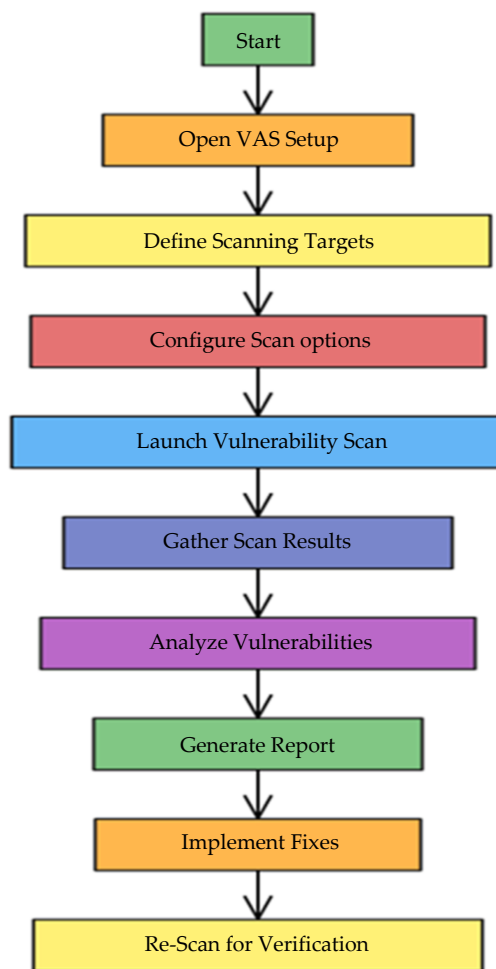 Start
Open VAS Setup
Define Scanning Targets
Configure Scan options
Launch Vulnerability Scan
Gather Scan Results
Analyze Vulnerabilities
Generate Report
Implement Fixes
Re-Scan for Verification